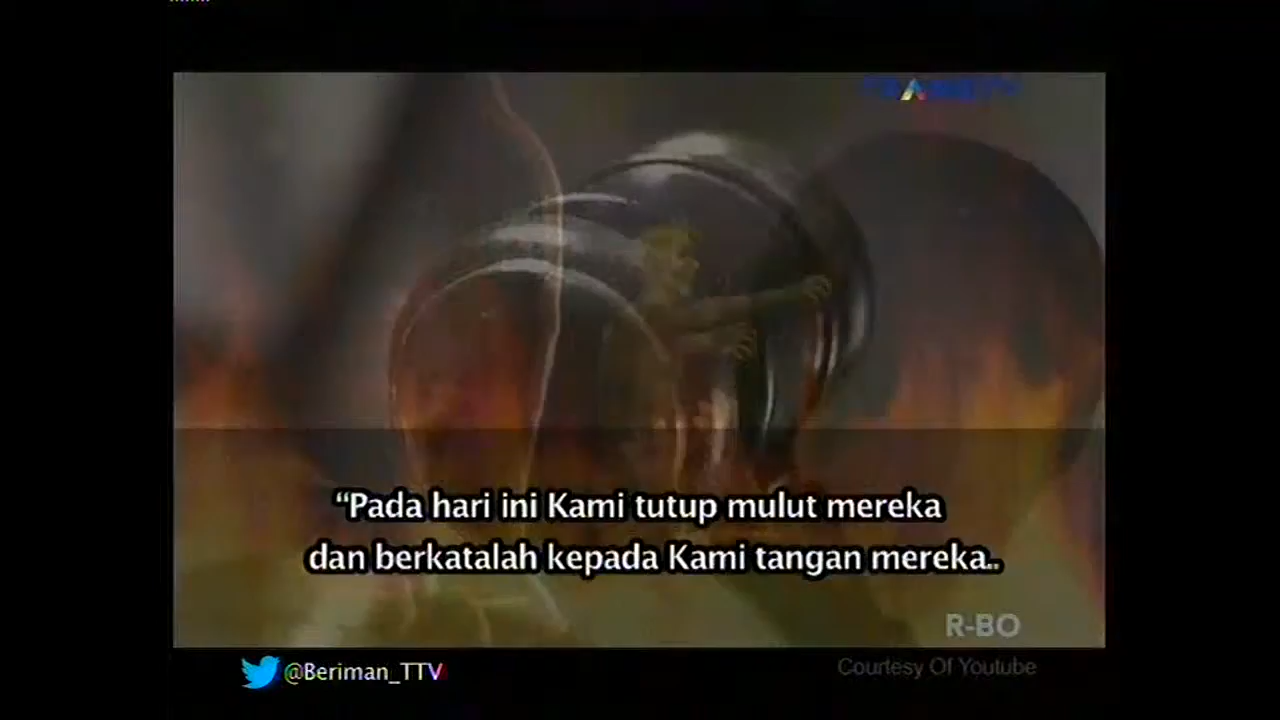 “Pada hari ini Kami tutup mulut mereka
dan berkatalah kepada Kami tangan mereka..
R-BO
@Beriman_TTV
Courtesy Of Youtube